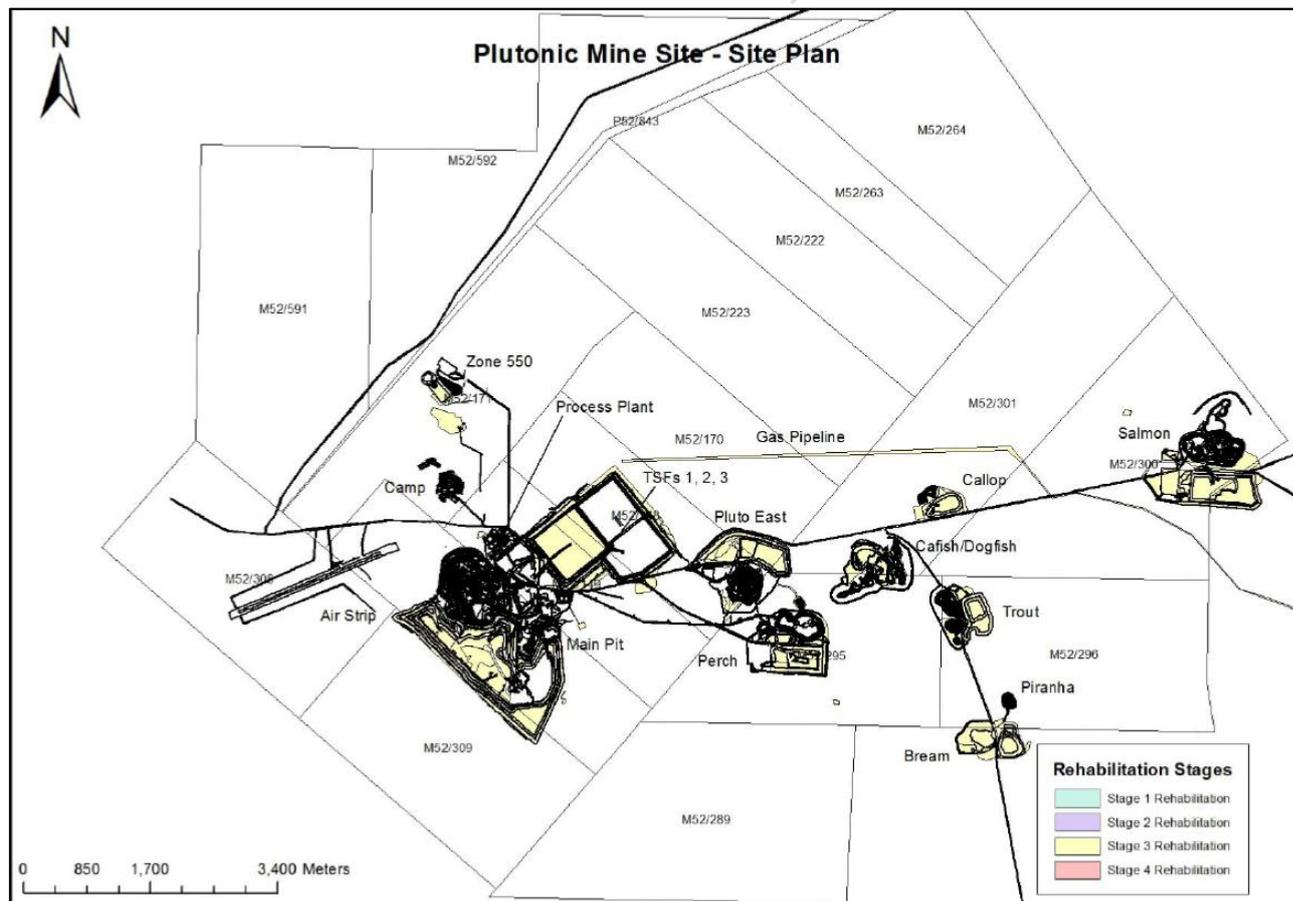 N
Plutonic Mine Site - Site Plan
P52/843
M52/264
M52/592
M52/263
M52/222
M52/591
M52/223
Zone 550
M52/171
Process Plant
M52/301
M52/170
Gas Pipeline
Salmon
M52/300
TSFs 1, 2, 3
Camp
Callop
Pluto East
Cafish/Dogfish
M52/308
Air Strip
Trout
Main Pit
Perch
M52/296
Piranha
M52/309
Bream
M52/289
Rehabilitation Stages
Stage 1 Rehabilitation
Stage 2 Rehabilitation
Stage 3 Rehabilitation
Stage 4 Rehabilitation
0 850 1,700 3,400 Meters